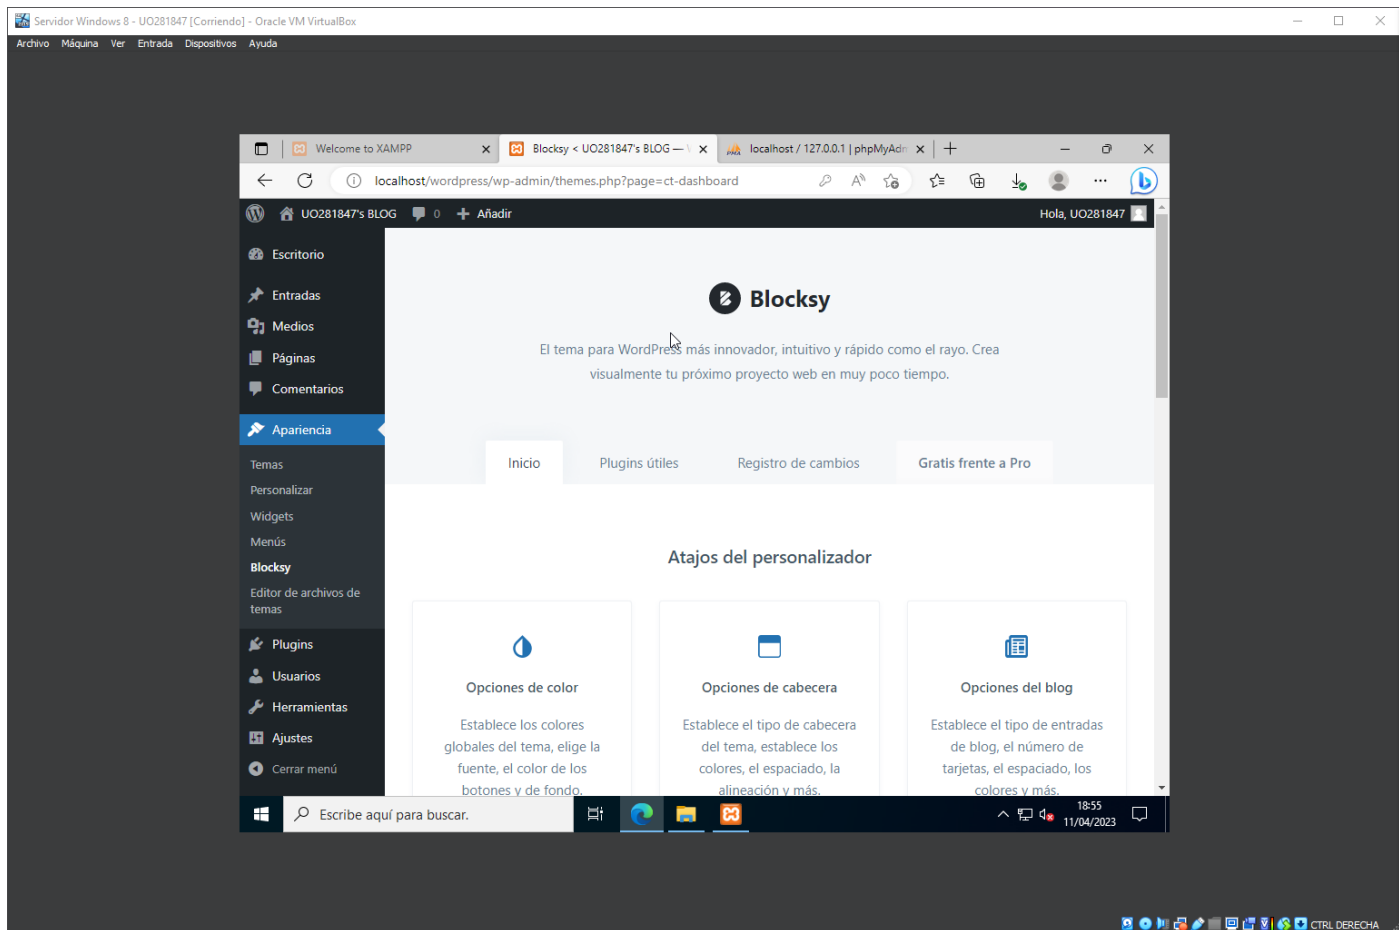 Servidor Windows 8 - UO281847 [Corriendo] - Oracle VM VirtualBox
Archivo Máquina Ver Entrada Dispositivos Ayuda
Welcome to XAMPP
Blocksy < UO281847's BLOG —
localhost / 127.0.0.1 | phpMyAdm
localhost/wordpress/wp-admin/themes.php?page=ct-dashboard
UO281847's BLOG 0 + Añadir
Hola, UO281847
Escritorio
Entradas
Medios
Páginas
Comentarios
Apariencia
Temas
Personalizar
Widgets
Menús
Blocksy
Editor de archivos de
temas
Plugins
Usuarios
Herramientas
Ajustes
Cerrar menú
Blocksy
El tema para WordPress más innovador, intuitivo y rápido como el rayo. Crea
visualmente tu próximo proyecto web en muy poco tiempo.
Inicio
Plugins útiles
Registro de cambios
Gratis frente a Pro
Atajos del personalizador
Opciones de color
Establece los colores
globales del tema, elige la
fuente, el color de los
botones y de fondo.
Opciones de cabecera
Establece el tipo de cabecera
del tema, establece los
colores, el espaciado, la
alineación y más.
Opciones del blog
Establece el tipo de entradas
de blog, el número de
tarjetas, el espaciado, los
colores y más.
Escribe aquí para buscar.
18:55
11/04/2023
CTRL DERECHA